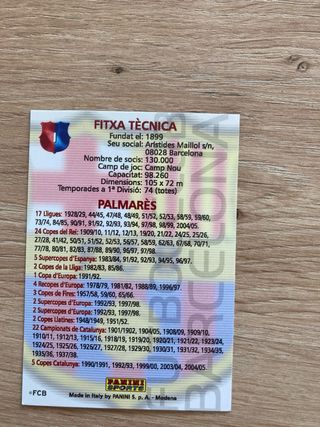 FITXA TÈCNICA
Fundat el: 1899
Seu social: Arístides Maillol s/n,
08028 Barcelona
Nombre de socis: 130.000
Camp de joc: Camp Nou
Capacitat: 98.260
Dimensions: 105 x 72 m
Temporades a 1ª Divisió: 74 (totes)
PALMARÈS
17 Lligues: 1928/29, 44/45, 47/48, 48/49, 51/52, 52/53, 58/59, 59/60,
73/74, 84/85, 90/91, 91/92, 92/93, 93/94, 97/98, 98/99, 2004/05.
24 Copes del Rei: 1909/10, 11/12, 12/13, 19/20, 21/22, 24/25, 25/26,
27/28, 41/42, 50/51, 51/52, 52/53, 56/57, 58/59, 62/63, 67/68, 70/71,
77/78, 80/81, 82/83, 87/88, 89/90, 96/97, 97/98.
5 Supercopes d'Espanya: 1983/84, 91/92, 92/93, 94/95, 96/97.
2 Copes de la Lliga: 1982/83, 85/86.
1 Copa d'Europa: 1991/92.
4 Recopes d'Europa: 1978/79, 1981/82, 1988/89, 1996/97
3 Copes de Fires: 1957/58, 59/60, 65/66.
2 Supercopes d'Europa: 1992/93, 1997/98.
2 Supercopes d'Europa: 1992/93, 1997/98.
2 Copes Llatines: 1948/1949, 1951/52.
22 Campionats de Catalunya: 1901/1902, 1904/05, 1908/09, 1909/10,
1910/11, 1912/13, 1915/16, 1918/19, 1919/20, 1920/21, 1921/22, 1923/24,
1924/25, 1925/26, 1926/27, 1927/28, 1929/30, 1930/31, 1931/32, 1934/35,
1935/36, 1937/38.
5 Copes Catalunya: 1990/1991, 1992/93, 1999/00, 2003/04, 2004/05.
PANINI
SPORTS
©FCB
Made in Italy by PANINI S. p. A. - Modena
FUTBOL CLUB
BARCELONA